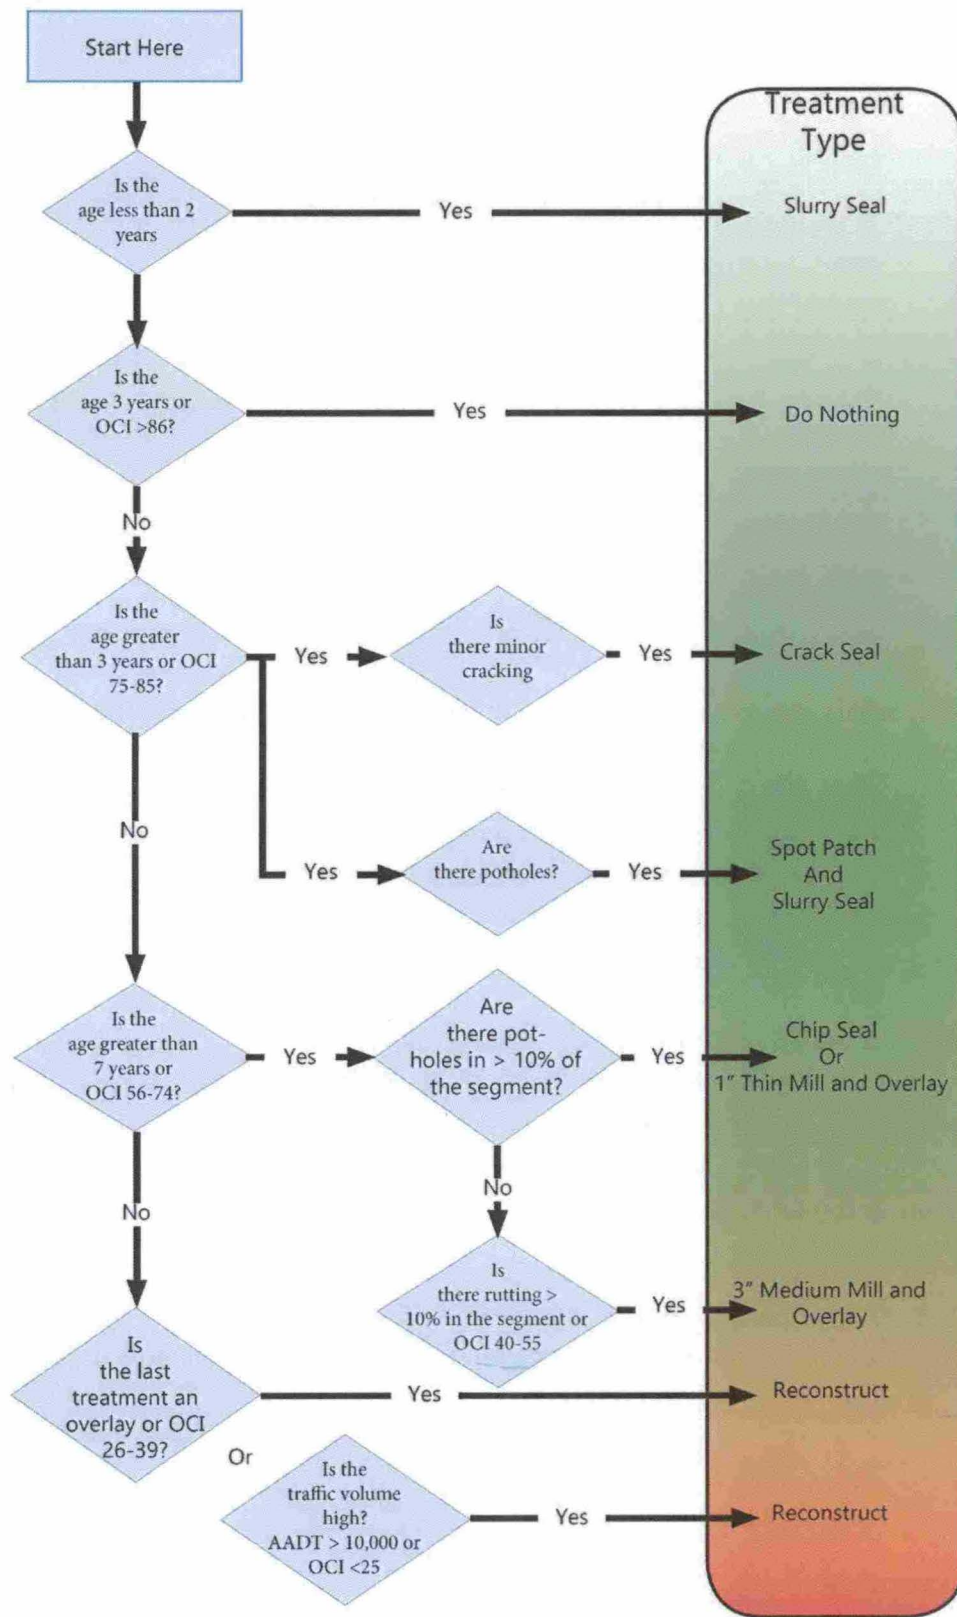 Start Here
Treatment
Type
Is the
age less than 2
years
Yes
Slurry Seal
Is the
age 3 years or
OCI >86?
Yes
Do Nothing
No
Is the
age greater
than 3 years or OCI
75-85?
Yes
Is
there minor
cracking
Yes
Crack Seal
No
Yes
Are
there potholes?
Yes
Spot Patch
And
Slurry Seal
Is the
age greater than
7 years or
OCI 56-74?
Yes
Are
there pot-
holes in > 10% of
the segment?
Yes
Chip Seal
Or
1" Thin Mill and Overlay
No
No
Is
there rutting >
10% in the segment or
OCI 40-55
Yes
3" Medium Mill and
Overlay
Is
the last
treatment an
overlay or OCI
26-39?
Yes
Reconstruct
Or
Is the
traffic volume
high?
AADT > 10,000 or
OCI <25
Yes
Reconstruct